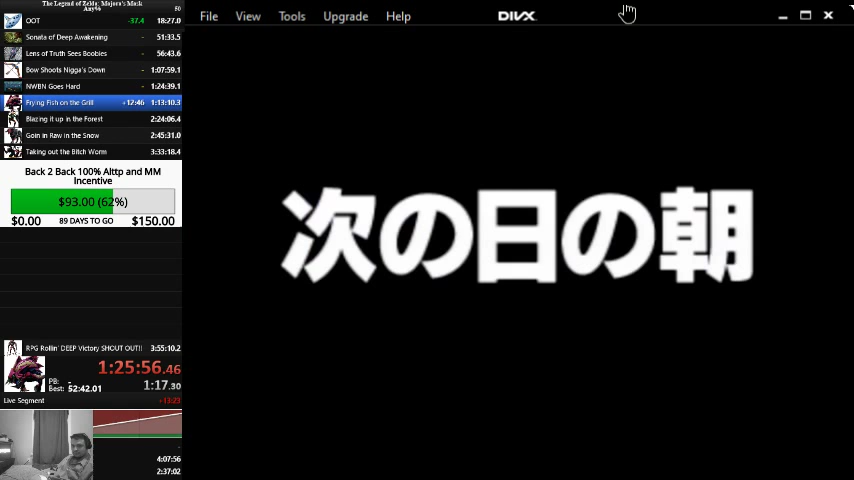 The Legend of Zelda: Majora's Mask
Any%
50
OOT -37.4 18:27.0
Sonata of Deep Awakening - 51:33.5
Lens of Truth Sees Boobies - 56:43.6
Bow Shoots Nigga's Down - 1:07:59.1
NWBN Goes Hard - 1:24:39.1
Frying Fish on the Grill +12:46 1:13:10.3
Blazing it up in the Forest 2:24:06.4
Goin in Raw in the Snow 2:45:31.0
Taking out the Bitch Worm 3:33:18.4
Back 2 Back 100% Alttp and MM
Incentive
$93.00 (62%)
$0.00 89 DAYS TO GO $150.00
RPG Rollin' DEEP Victory SHOUT OUT!! 3:55:10.2
1:25:56.46
PB: -
Best: 52:42.01
1:17.30
Live Segment +13:23
-
4:07:56
2:37:02
File View Tools Upgrade Help
DIVX
次の日の朝